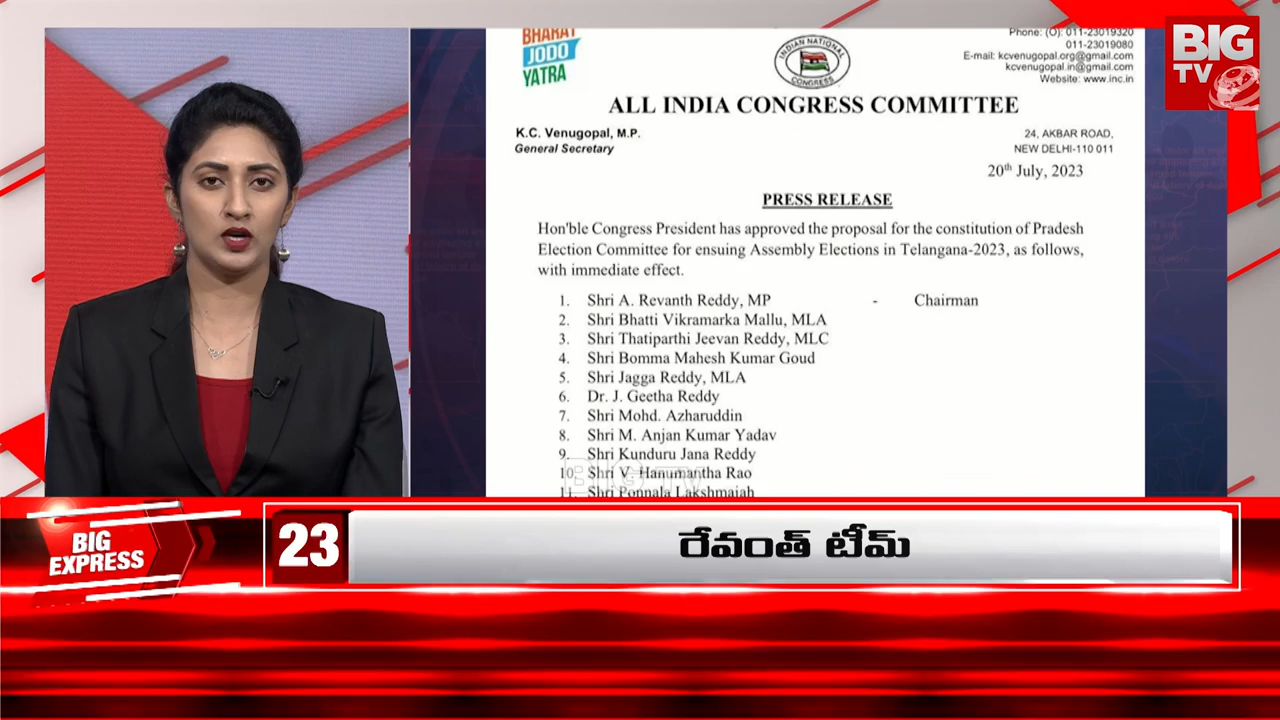 BHARAT
JODO
YATRA
INDIAN NATIONAL
CONGRESS
Phone: (O): 011-23019320
011-23019080
E-mail: kcvenugopal.org@gmail.com
kcvenugopal.in@gmail.com
Website: www.inc.in
BIG
TV
ALL INDIA CONGRESS COMMITTEE
K.C. Venugopal, M.P.
General Secretary
24, AKBAR ROAD,
NEW DELHI-110 011
20th July, 2023
PRESS RELEASE
Hon'ble Congress President has approved the proposal for the constitution of Pradesh
Election Committee for ensuing Assembly Elections in Telangana-2023, as follows,
with immediate effect.
1. Shri A. Revanth Reddy, MP - Chairman
2. Shri Bhatti Vikramarka Mallu, MLA
3. Shri Thatiparthi Jeevan Reddy, MLC
4. Shri Bomma Mahesh Kumar Goud
5. Shri Jagga Reddy, MLA
6. Dr. J. Geetha Reddy
7. Shri Mohd. Azharuddin
8. Shri M. Anjan Kumar Yadav
9. Shri Kunduru Jana Reddy
10. Shri V. Hanumantha Rao
BIG TV
11. Shri Ponnala Lakshmaiah
BIG
EXPRESS
23
రేవంత్ టీమ్